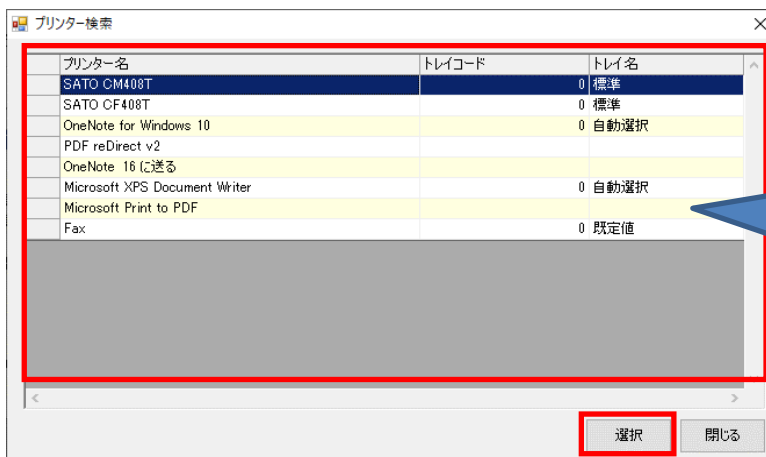 プリンター検索
プリンター名 トレイコード トレイ名
SATO CM408T 0 標準
SATO CF408T 0 標準
OneNote for Windows 10 0 自動選択
PDF reDirect v2
OneNote 16 に送る
Microsoft XPS Document Writer 0 自動選択
Microsoft Print to PDF
Fax 0 既定値
選択 閉じる